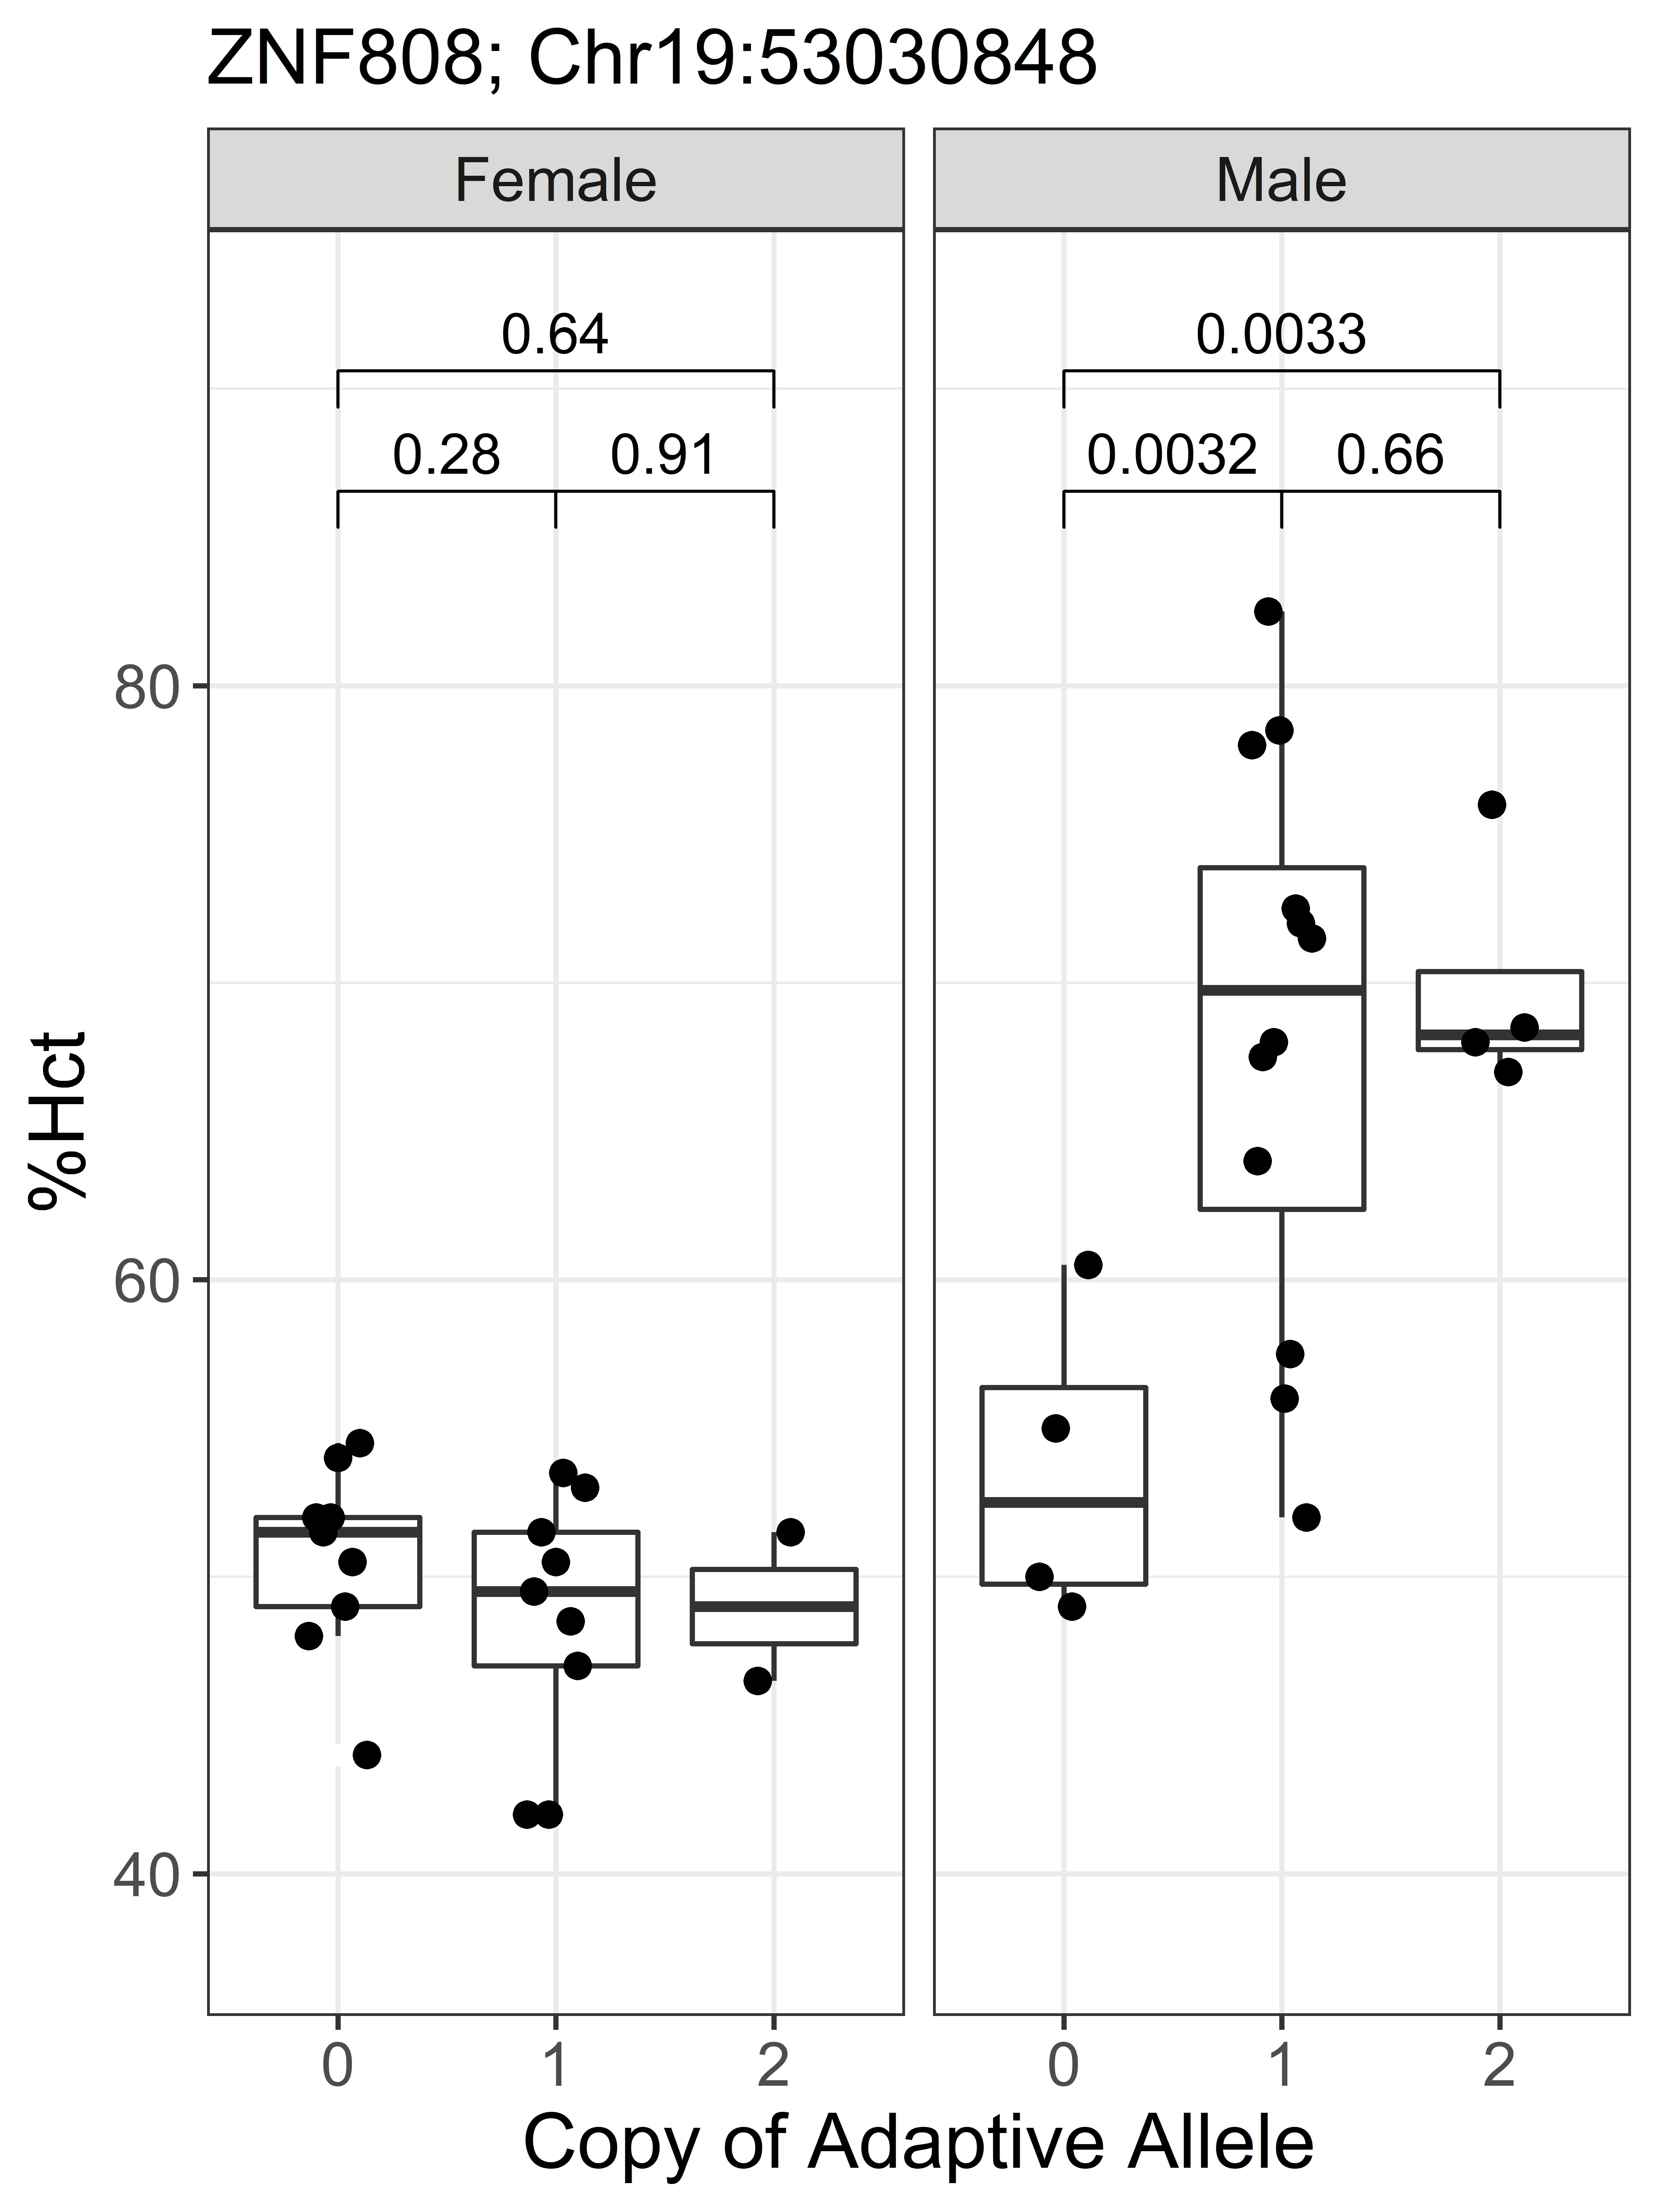 ZNF808; Chr19:53030848
Female
Male
0.64
0.0033
0.28
0.91
0.0032
0.66
80
60
40
%Hct
0 1 2
0 1 2
Copy of Adaptive Allele